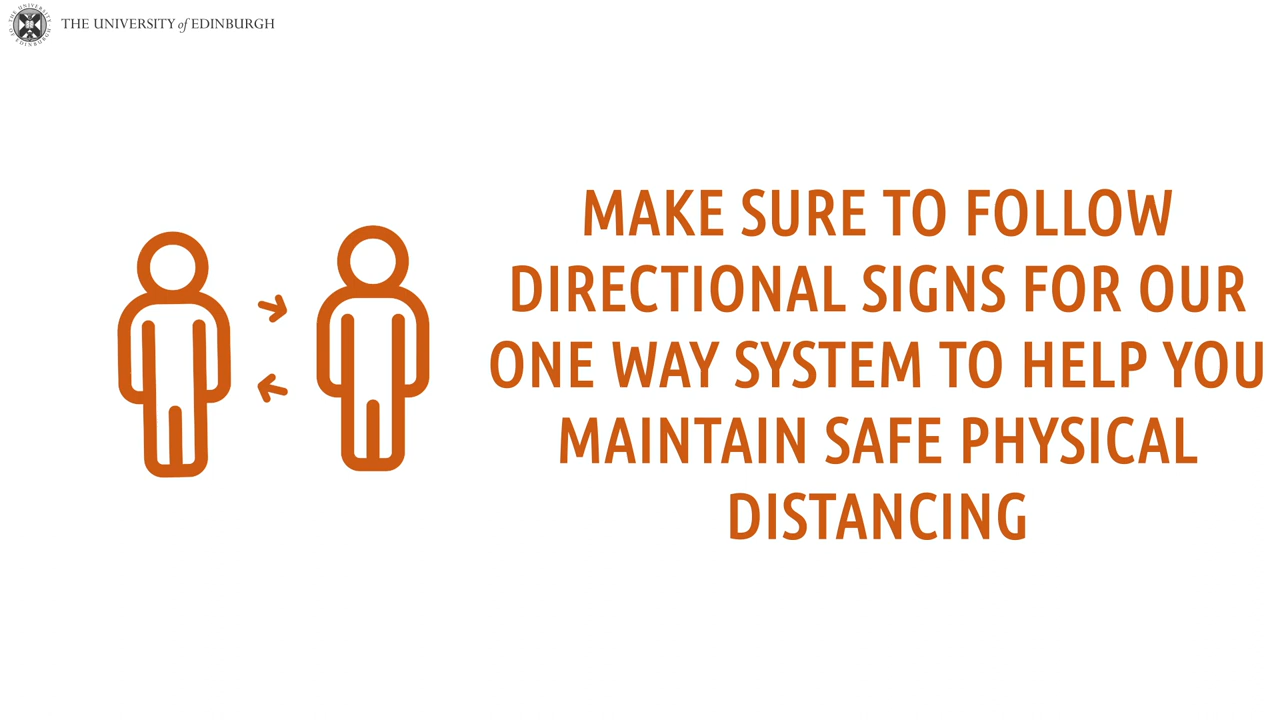 THE UNIVERSITY of EDINBURGH
MAKE SURE TO FOLLOW
DIRECTIONAL SIGNS FOR OUR
ONE WAY SYSTEM TO HELP YOU
MAINTAIN SAFE PHYSICAL
DISTANCING